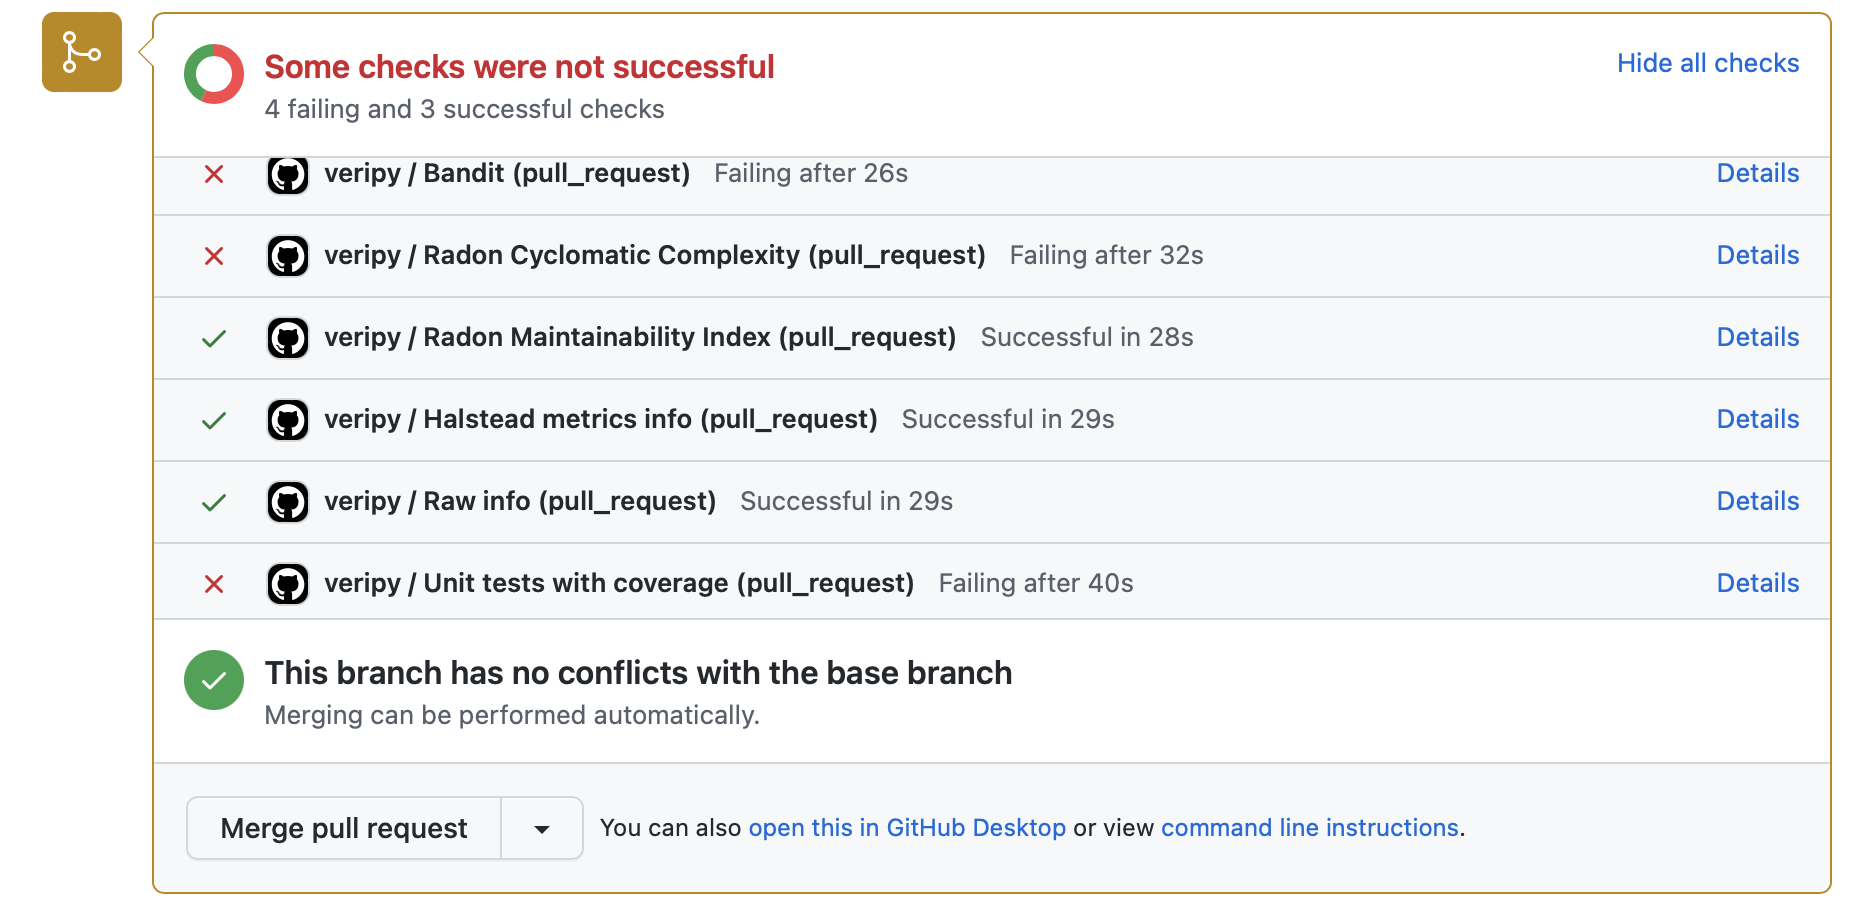 Some checks were not successful
Hide all checks
4 failing and 3 successful checks
veripy / Bandit (pull_request) Failing after 26s Details
veripy / Radon Cyclomatic Complexity (pull_request) Failing after 32s Details
veripy / Radon Maintainability Index (pull_request) Successful in 28s Details
veripy / Halstead metrics info (pull_request) Successful in 29s Details
veripy / Raw info (pull_request) Successful in 29s Details
veripy / Unit tests with coverage (pull_request) Failing after 40s Details
This branch has no conflicts with the base branch
Merging can be performed automatically.
Merge pull request You can also open this in GitHub Desktop or view command line instructions.